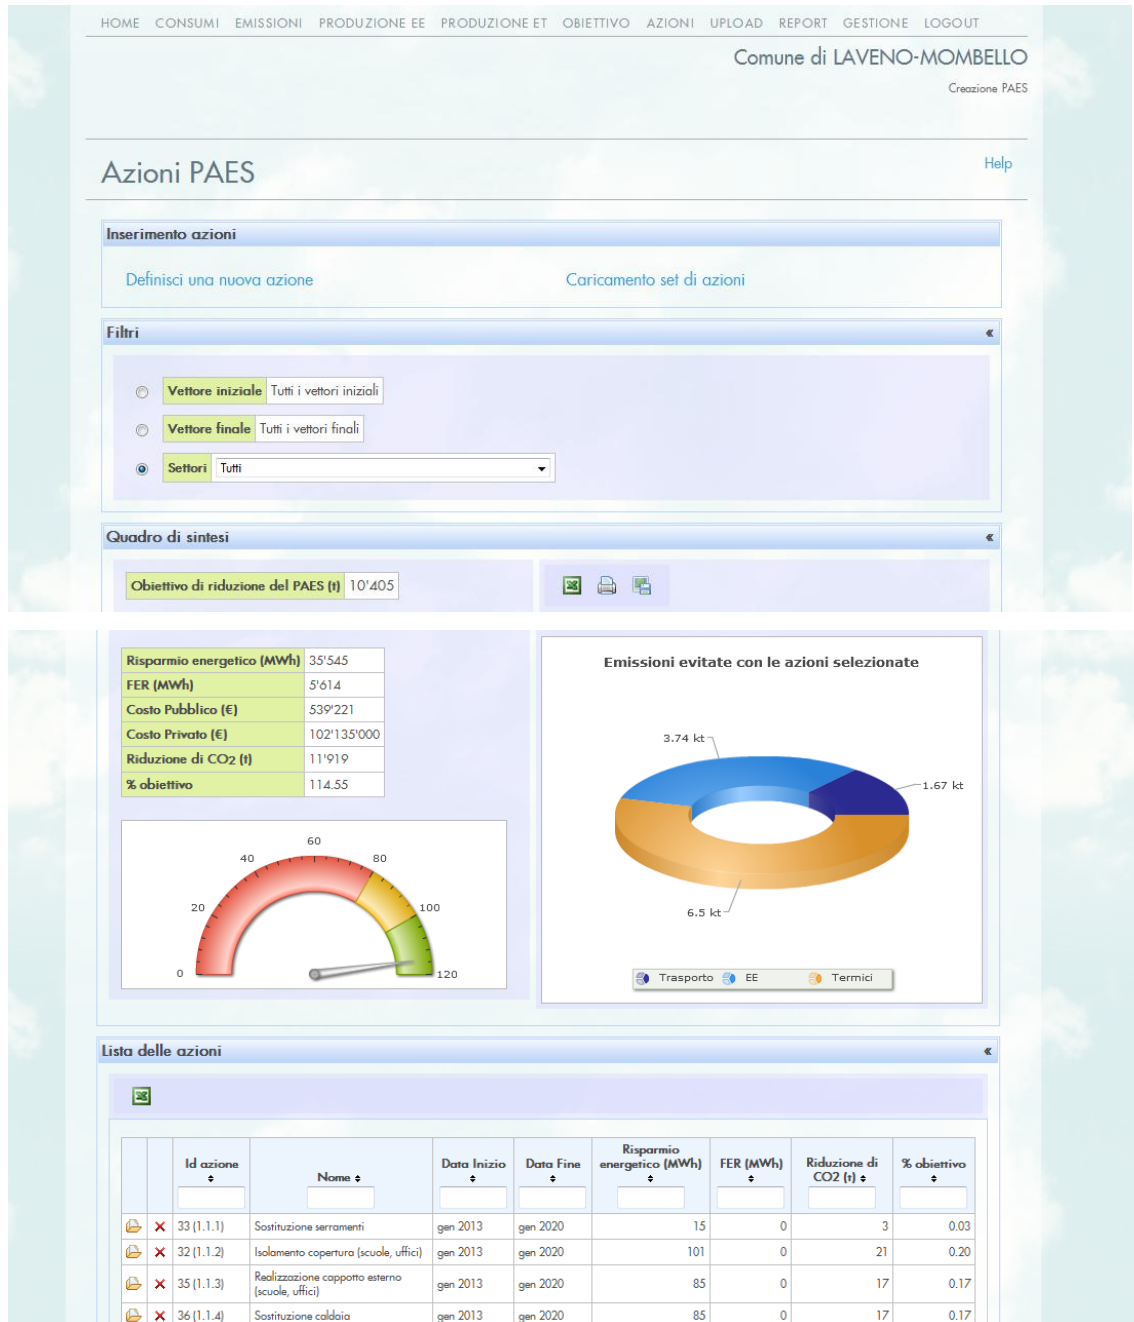 HOME CONSUMI EMISSIONI PRODUZIONE EE PRODUZIONE ET OBIETTIVO AZIONI UPLOAD REPORT GESTIONE LOGOUT
Comune di LAVENO-MOMBELLO
Creazione PAES
Azioni PAES
Help
Inserimento azioni
Definisci una nuova azione Caricamento set di azioni
Filtri «
Vettore iniziale Tutti i vettori iniziali
Vettore finale Tutti i vettori finali
Settori Tutti
Quadro di sintesi «
Obiettivo di riduzione del PAES (t) 10'405
Risparmio energetico (MWh) 35'545
FER (MWh) 5'614
Costo Pubblico (€) 539'221
Costo Privato (€) 102'135'000
Riduzione di CO2 (t) 11'919
% obiettivo 114.55
0 20 40 60 80 100 120
Emissioni evitate con le azioni selezionate
3.74 kt
1.67 kt
6.5 kt
Trasporto EE Termici
Lista delle azioni «
Id azione Nome Data Inizio Data Fine Risparmio energetico (MWh) FER (MWh) Riduzione di CO2 (t) % obiettivo
33 (1.1.1) Sostituzione serramenti gen 2013 gen 2020 15 0 3 0.03
32 (1.1.2) Isolamento copertura (scuole, uffici) gen 2013 gen 2020 101 0 21 0.20
35 (1.1.3) Realizzazione cappotto esterno (scuole, uffici) gen 2013 gen 2020 85 0 17 0.17
36 (1.1.4) Sostituzione caldaia gen 2013 gen 2020 85 0 17 0.17